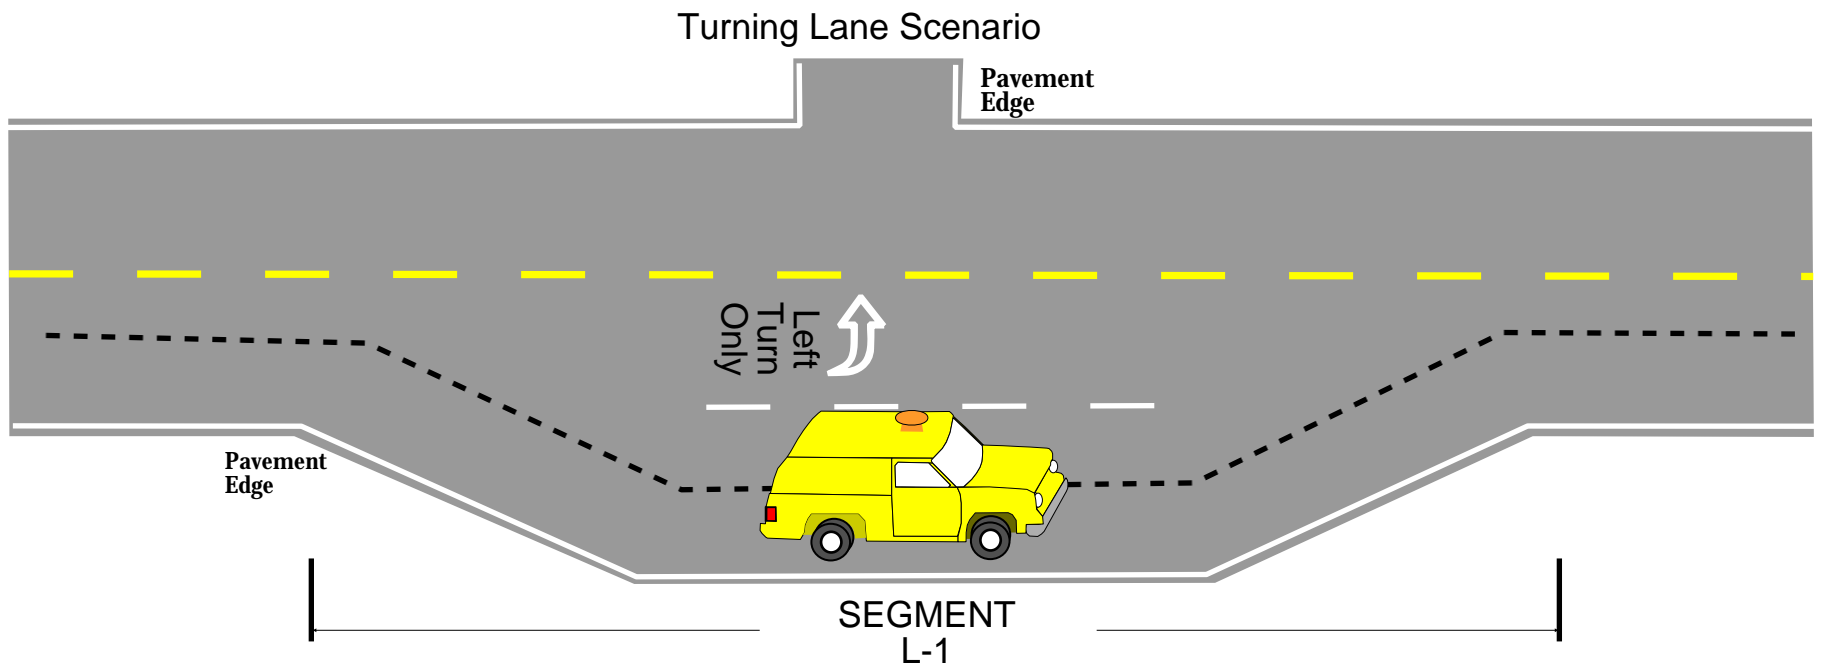 Turning Lane Scenario
Pavement
Edge
Left
Turn
Only
Pavement
Edge
SEGMENT
L-1